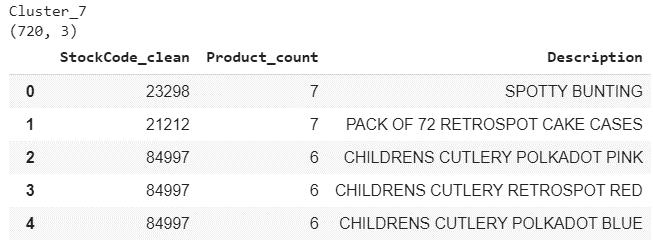 Cluster_7
(720, 3)
StockCode_clean Product_count Description
0 23298 7 SPOTTY BUNTING
1 21212 7 PACK OF 72 RETROSPOT CAKE CASES
2 84997 6 CHILDRENS CUTLERY POLKADOT PINK
3 84997 6 CHILDRENS CUTLERY RETROSPOT RED
4 84997 6 CHILDRENS CUTLERY POLKADOT BLUE